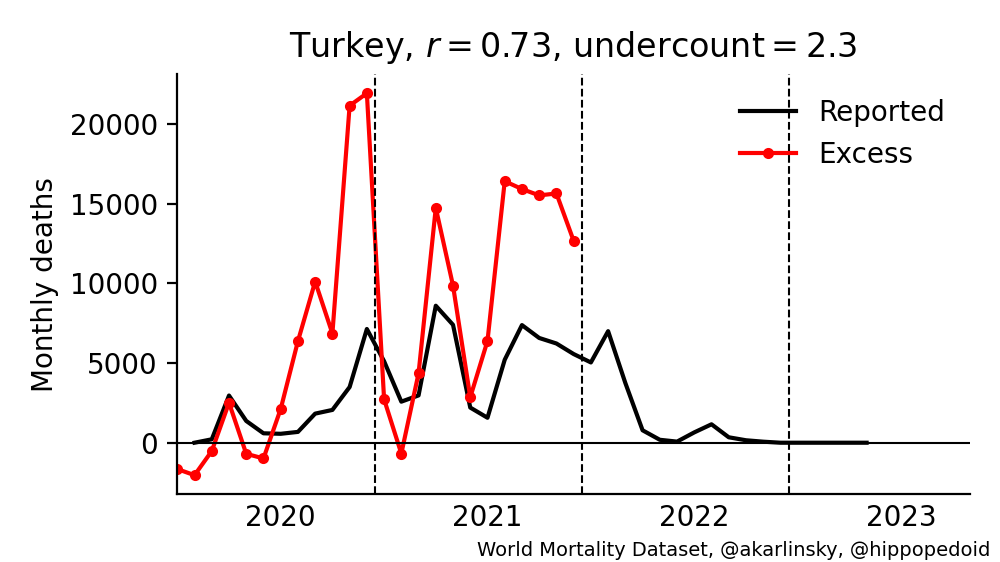 Turkey, r = 0.73, undercount = 2.3
Reported
Excess
Monthly deaths
20000
15000
10000
5000
0
2020 2021 2022 2023
World Mortality Dataset, @akarlinsky, @hippopedoid